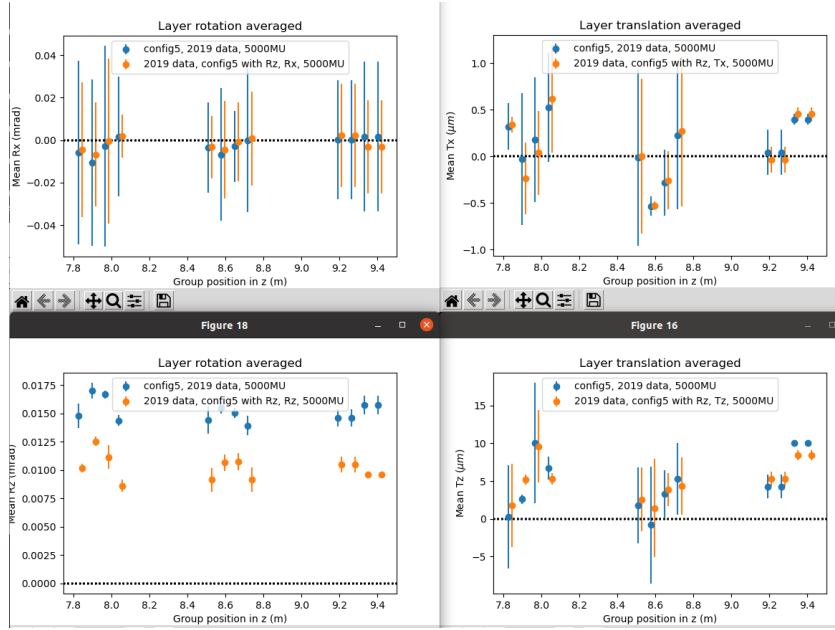 Layer rotation averaged
config5, 2019 data, 5000MU
2019 data, config5 with Rz, Rx, 5000MU
Mean Rx (mrad)
0.04
0.02
0.00
−0.02
−0.04
7.8 8.0 8.2 8.4 8.6 8.8 9.0 9.2 9.4
Group position in z (m)
Layer translation averaged
config5, 2019 data, 5000MU
2019 data, config5 with Rz, Tx, 5000MU
Mean Tx (μm)
1.0
0.5
0.0
−0.5
−1.0
7.8 8.0 8.2 8.4 8.6 8.8 9.0 9.2 9.4
Group position in z (m)
Figure 18
Layer rotation averaged
config5, 2019 data, 5000MU
2019 data, config5 with Rz, Rz, 5000MU
Mean Rz (mrad)
0.0175
0.0150
0.0125
0.0100
0.0075
0.0050
0.0025
0.0000
7.8 8.0 8.2 8.4 8.6 8.8 9.0 9.2 9.4
Group position in z (m)
Figure 16
Layer translation averaged
config5, 2019 data, 5000MU
2019 data, config5 with Rz, Tz, 5000MU
Mean Tz (μm)
15
10
5
0
−5
7.8 8.0 8.2 8.4 8.6 8.8 9.0 9.2 9.4
Group position in z (m)